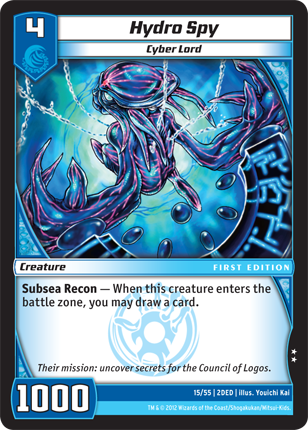 4
Hydro Spy
Cyber Lord
Creature
FIRST EDITION
Subsea Recon — When this creature enters the
battle zone, you may draw a card.
Their mission: uncover secrets for the Council of Logos.
1000
15/55 | 2DED | illus. Youichi Kai
TM & © 2012 Wizards of the Coast/Shogakukan/Mitsui-Kids.